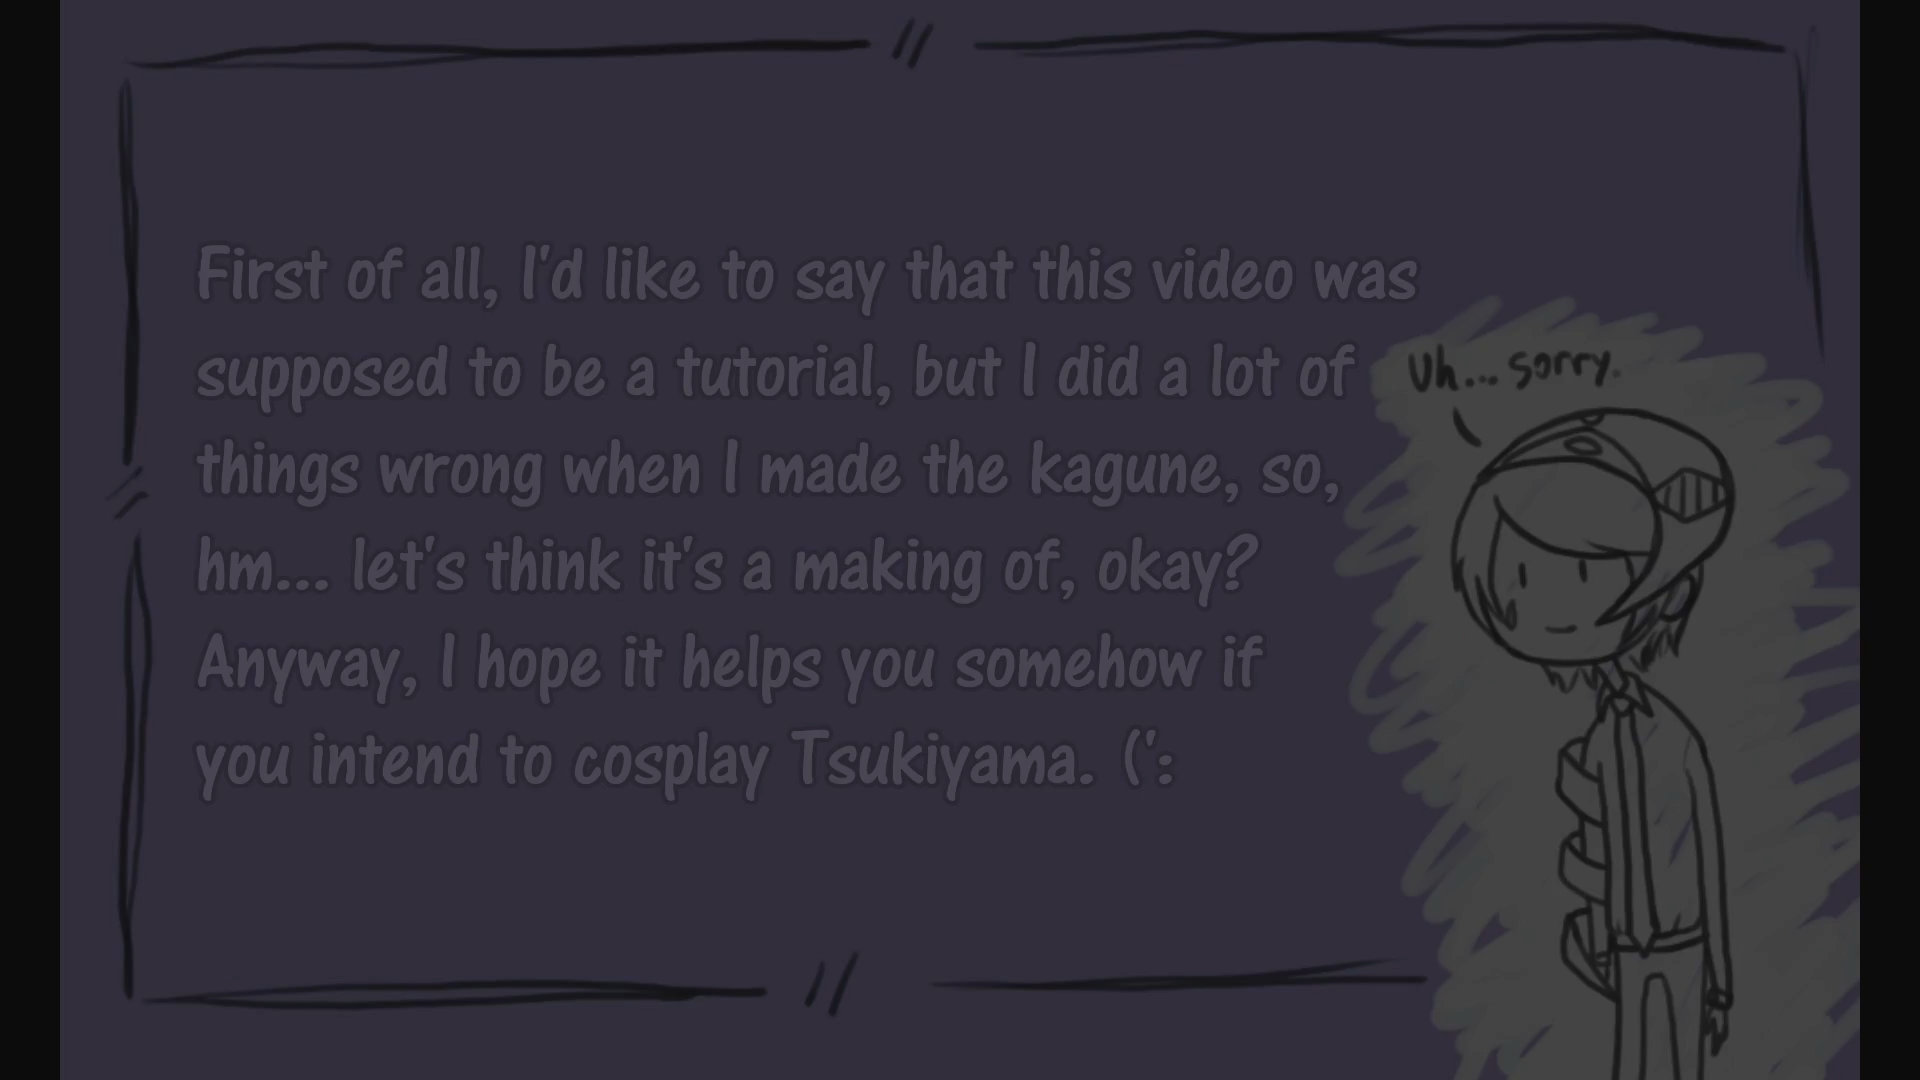 First of all, I'd like to say that this video was
supposed to be a tutorial, but I did a lot of
things wrong when I made the kagune, so,
hm... let's think it's a making of, okay?
Anyway, I hope it helps you somehow if
you intend to cosplay Tsukiyama. (':
Uh... sorry.